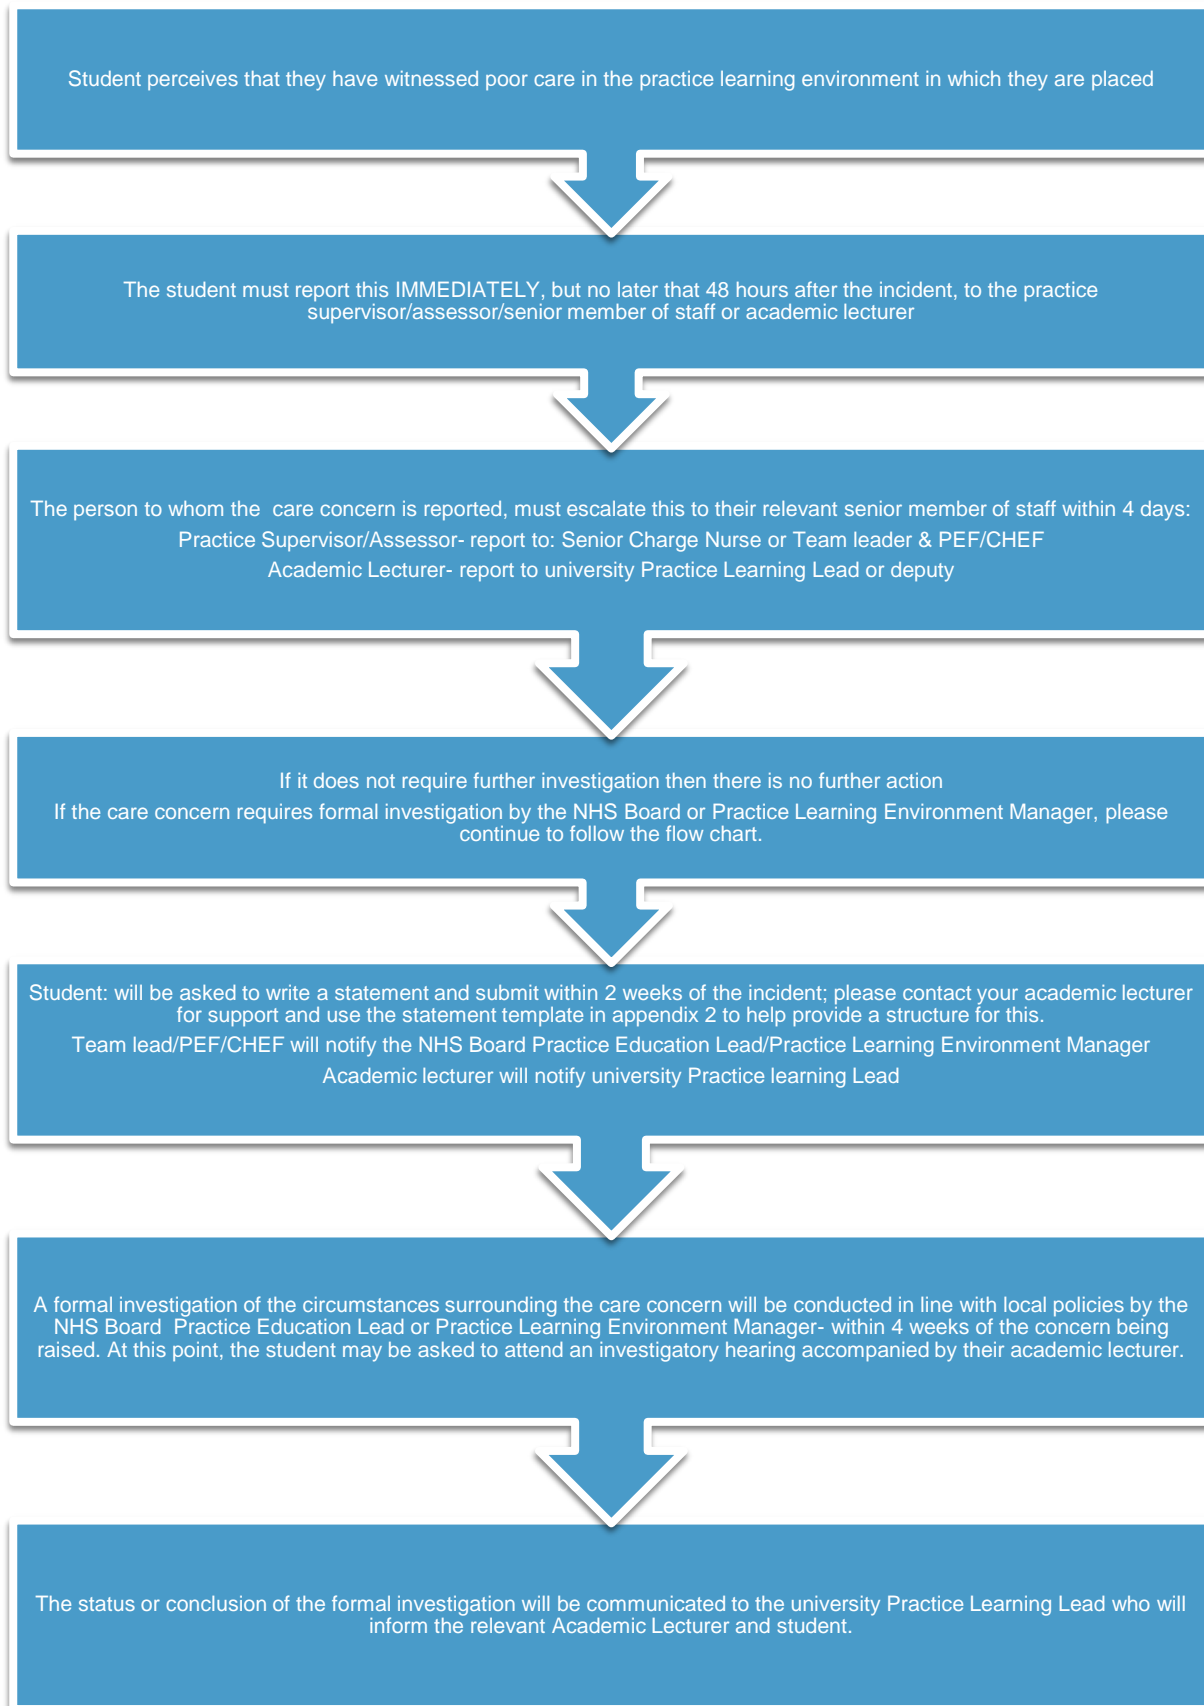 Student perceives that they have witnessed poor care in the practice learning environment in which they are placed
The student must report this IMMEDIATELY, but no later that 48 hours after the incident, to the practice
supervisor/assessor/senior member of staff or academic lecturer
The person to whom the care concern is reported, must escalate this to their relevant senior member of staff within 4 days:
Practice Supervisor/Assessor- report to: Senior Charge Nurse or Team leader & PEF/CHEF
Academic Lecturer- report to university Practice Learning Lead or deputy
If it does not require further investigation then there is no further action
If the care concern requires formal investigation by the NHS Board or Practice Learning Environment Manager, please
continue to follow the flow chart.
Student: will be asked to write a statement and submit within 2 weeks of the incident; please contact your academic lecturer
for support and use the statement template in appendix 2 to help provide a structure for this.
Team lead/PEF/CHEF will notify the NHS Board Practice Education Lead/Practice Learning Environment Manager
Academic lecturer will notify university Practice learning Lead
A formal investigation of the circumstances surrounding the care concern will be conducted in line with local policies by the
NHS Board Practice Education Lead or Practice Learning Environment Manager- within 4 weeks of the concern being
raised. At this point, the student may be asked to attend an investigatory hearing accompanied by their academic lecturer.
The status or conclusion of the formal investigation will be communicated to the university Practice Learning Lead who will
inform the relevant Academic Lecturer and student.